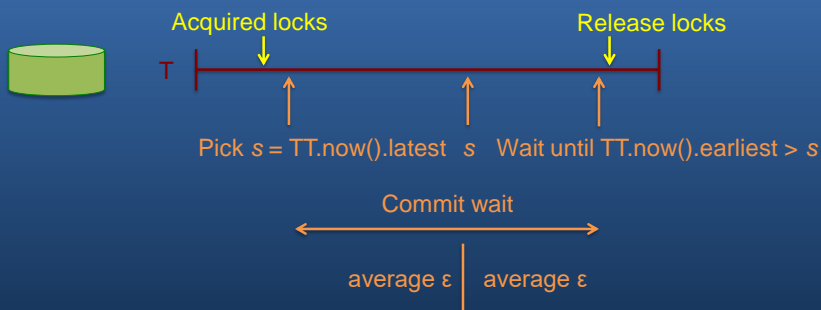 Acquired locks Release locks
T
Pick s = TT.now().latest s Wait until TT.now().earliest > s
Commit wait
average ε average ε